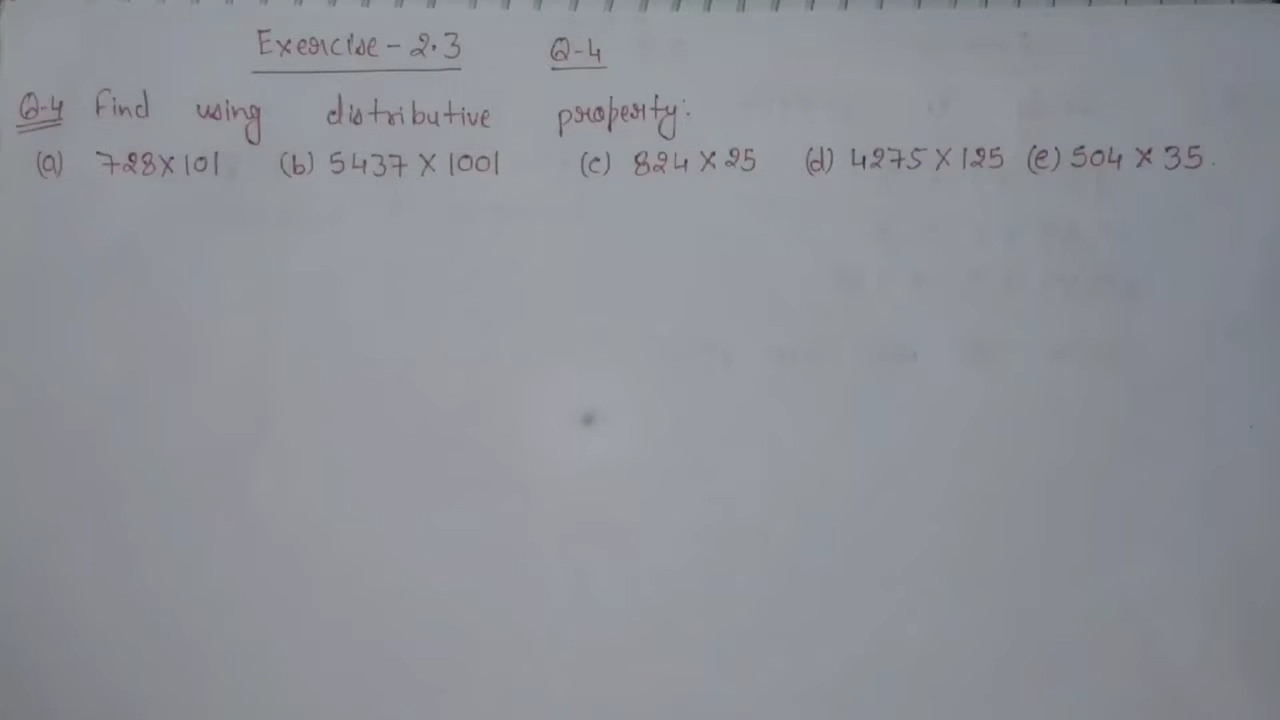 Exercise - 2.3 Q-4
Q-4 Find using distributive property:
(a) 728×101 (b) 5437 × 1001 (c) 824 × 25 (d) 4275 × 125 (e) 504 × 35.